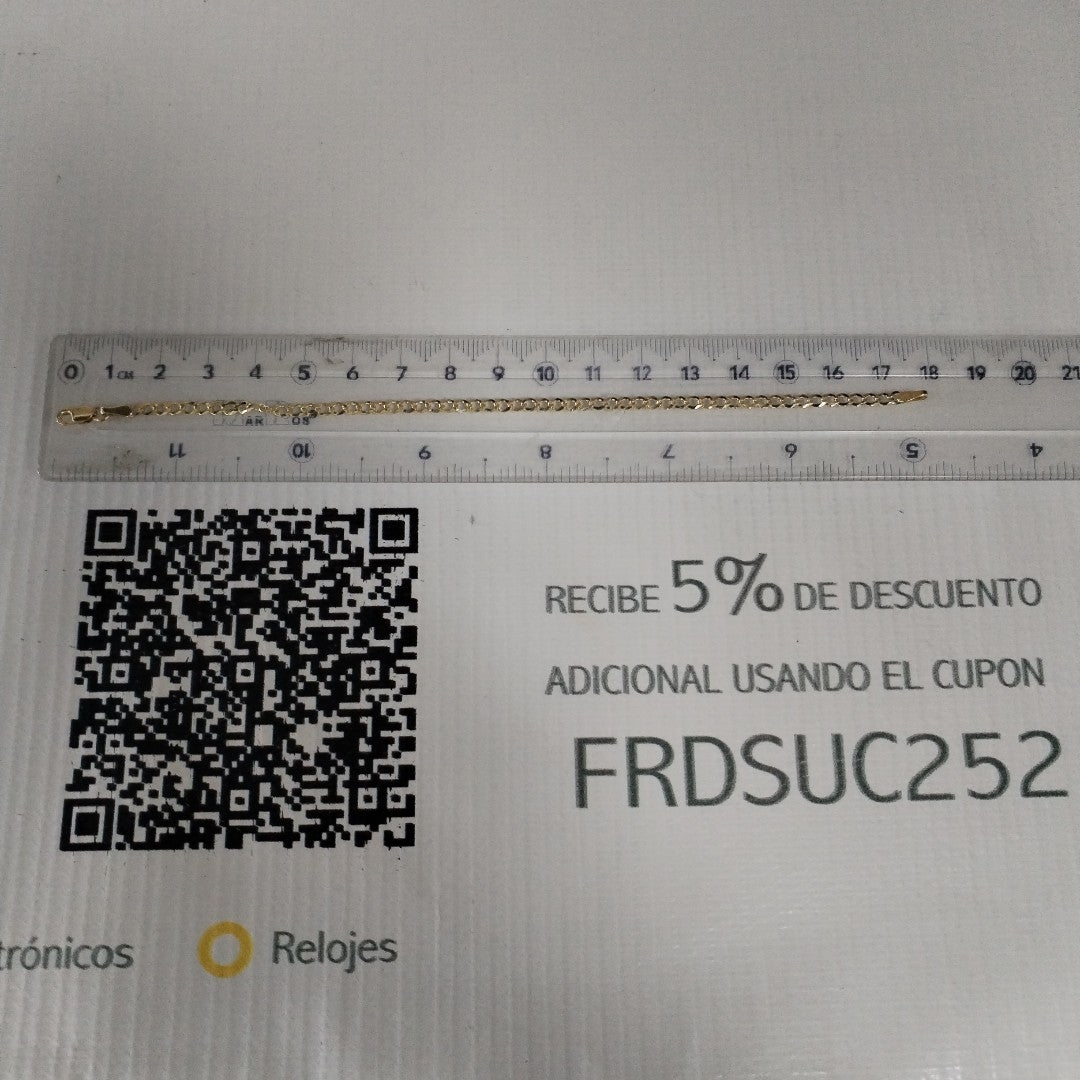 0 1CM 2 3 4 5 6 7 8 9 10 11 12 13 14 15 16 17 18 19 20 21
11 10 9 8 7 6 5 4
RECIBE 5% DE DESCUENTO
ADICIONAL USANDO EL CUPON
FRDSUC252
trónicos Relojes